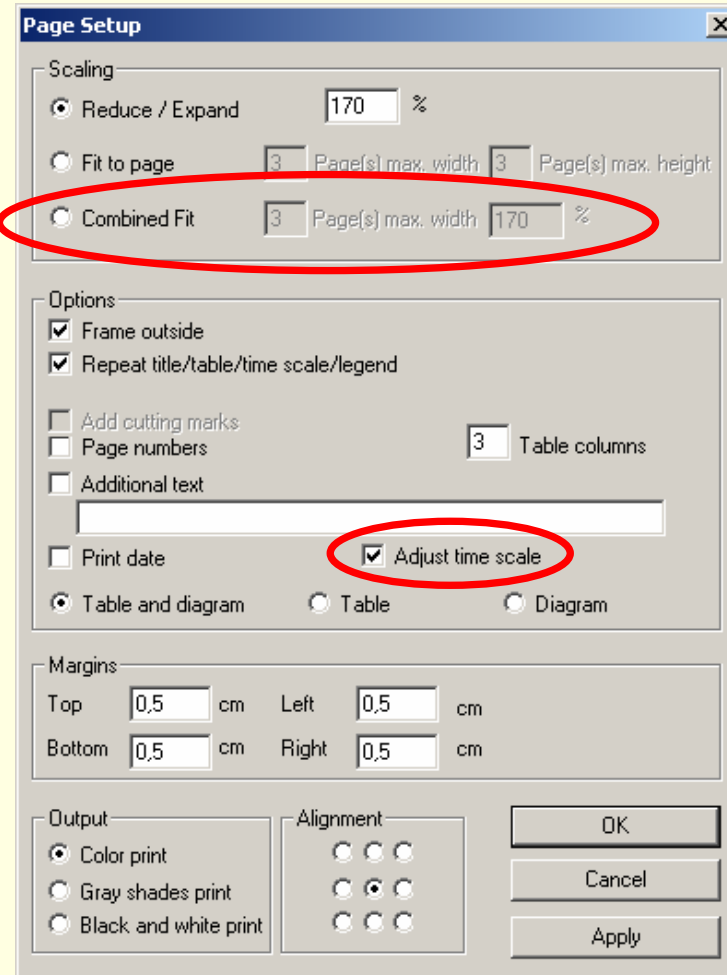 Page Setup
Scaling
Reduce / Expand 170 %
Fit to page 3 Page(s) max. width 3 Page(s) max. height
Combined Fit 3 Page(s) max. width 170 %
Options
Frame outside
Repeat title/table/time scale/legend
Add cutting marks
Page numbers 3 Table columns
Additional text
Print date Adjust time scale
Table and diagram Table Diagram
Margins
Top 0,5 cm Left 0,5 cm
Bottom 0,5 cm Right 0,5 cm
Output Alignment
Color print
Gray shades print
Black and white print
OK
Cancel
Apply